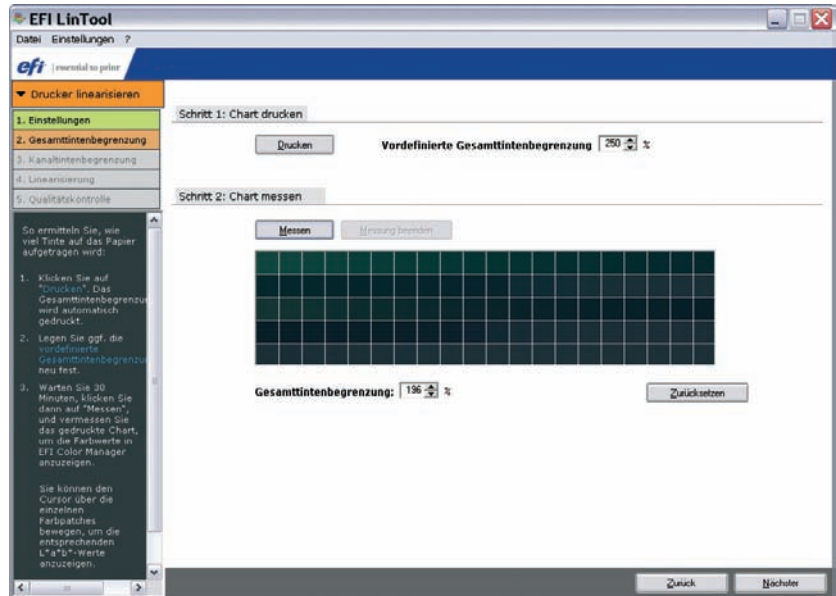 EFI LinTool
Datei Einstellungen ?
efi essential to print
Drucker linearisieren
1. Einstellungen
2. Gesamttintenbegrenzung
3. Kanaltintenbegrenzung
4. Linearisierung
5. Qualitätskontrolle
So ermitteln Sie, wie
viel Tinte auf das Papier
aufgetragen wird:
1. Klicken Sie auf
"Drucken". Das
Gesamttintenbegrenzu
wird automatisch
gedruckt.
2. Legen Sie ggf. die
vordefinierte
Gesamttintenbegrenzu
neu fest.
3. Warten Sie 30
Minuten, klicken Sie
dann auf "Messen",
und vermessen Sie
das gedruckte Chart,
um die Farbwerte in
EFI Color Manager
anzuzeigen.
Sie können den
Cursor über die
einzelnen
Farbpatches
bewegen, um die
entsprechenden
L*a*b*-Werte
anzuzeigen.
Schritt 1: Chart drucken
Drucken Vordefinierte Gesamttintenbegrenzung 250 %
Schritt 2: Chart messen
Messen Messung beenden
Gesamttintenbegrenzung: 196 % Zurücksetzen
Zurück Nächster